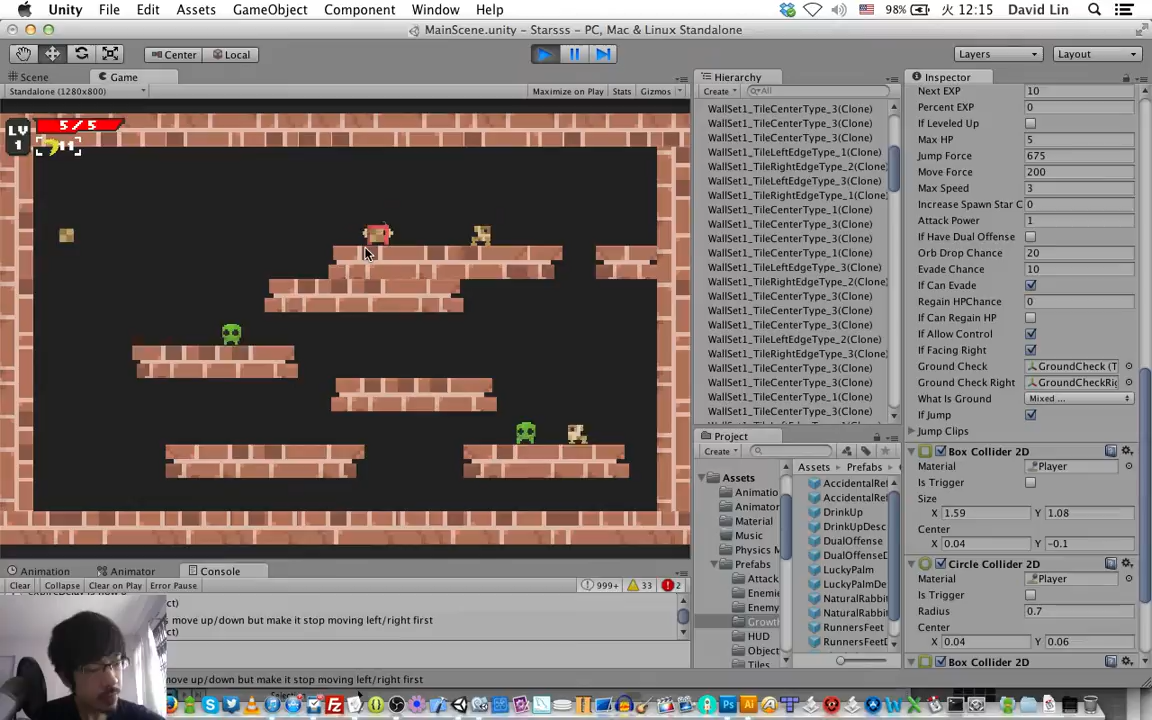 Unity File Edit Assets GameObject Component Window Help 98% 12:15 David Lin
MainScene.unity - Starsss - PC, Mac & Linux Standalone
Center Local Layers Layout
Scene Game
Standalone (1280x800) Maximize on Play Stats Gizmos
5 / 5
LV
1
11
Hierarchy
Create All
WallSet1_TileCenterType_3(Clone)
WallSet1_TileCenterType_3(Clone)
WallSet1_TileCenterType_3(Clone)
WallSet1_TileLeftEdgeType_1(Clone)
WallSet1_TileRightEdgeType_2(Clone)
WallSet1_TileLeftEdgeType_3(Clone)
WallSet1_TileRightEdgeType_1(Clone)
WallSet1_TileCenterType_1(Clone)
WallSet1_TileCenterType_3(Clone)
WallSet1_TileCenterType_3(Clone)
WallSet1_TileCenterType_1(Clone)
WallSet1_TileLeftEdgeType_3(Clone)
WallSet1_TileRightEdgeType_2(Clone)
WallSet1_TileCenterType_3(Clone)
WallSet1_TileCenterType_3(Clone)
WallSet1_TileCenterType_3(Clone)
WallSet1_TileLeftEdgeType_2(Clone)
WallSet1_TileRightEdgeType_3(Clone)
WallSet1_TileCenterType_3(Clone)
WallSet1_TileCenterType_3(Clone)
WallSet1_TileCenterType_3(Clone)
WallSet1_TileCenterType_3(Clone)
Project
Create
Assets
Animatio
Animator
Material
Music
Physics M
Prefabs
Attack
Enemie
Enemy
Growth
HUD
Object
Tiles
Assets Prefabs
AccidentalRef
AccidentalRef
DrinkUp
DrinkUpDesc
DualOffense
DualOffenseD
LuckyPalm
LuckyPalmDe
NaturalRabbit
NaturalRabbit
RunnersFeet
RunnersFeetD
Inspector
Next EXP 10
Percent EXP 0
If Leveled Up
Max HP 5
Jump Force 675
Move Force 200
Max Speed 3
Increase Spawn Star C 0
Attack Power 1
If Have Dual Offense
Orb Drop Chance 20
Evade Chance 10
If Can Evade
Regain HPChance 0
If Can Regain HP
If Allow Control
If Facing Right
Ground Check GroundCheck (T
Ground Check Right GroundCheckRig
What Is Ground Mixed ...
If Jump
Jump Clips
Box Collider 2D
Material Player
Is Trigger
Size
X 1.59 Y 1.08
Center
X 0.04 Y -0.1
Circle Collider 2D
Material Player
Is Trigger
Radius 0.7
Center
X 0.04 Y 0.06
Box Collider 2D
Animation Animator Console
Clear Collapse Clear on Play Error Pause 999+ 33 2
ct)
move up/down but make it stop moving left/right first
ct)
move up/down but make it stop moving left/right first